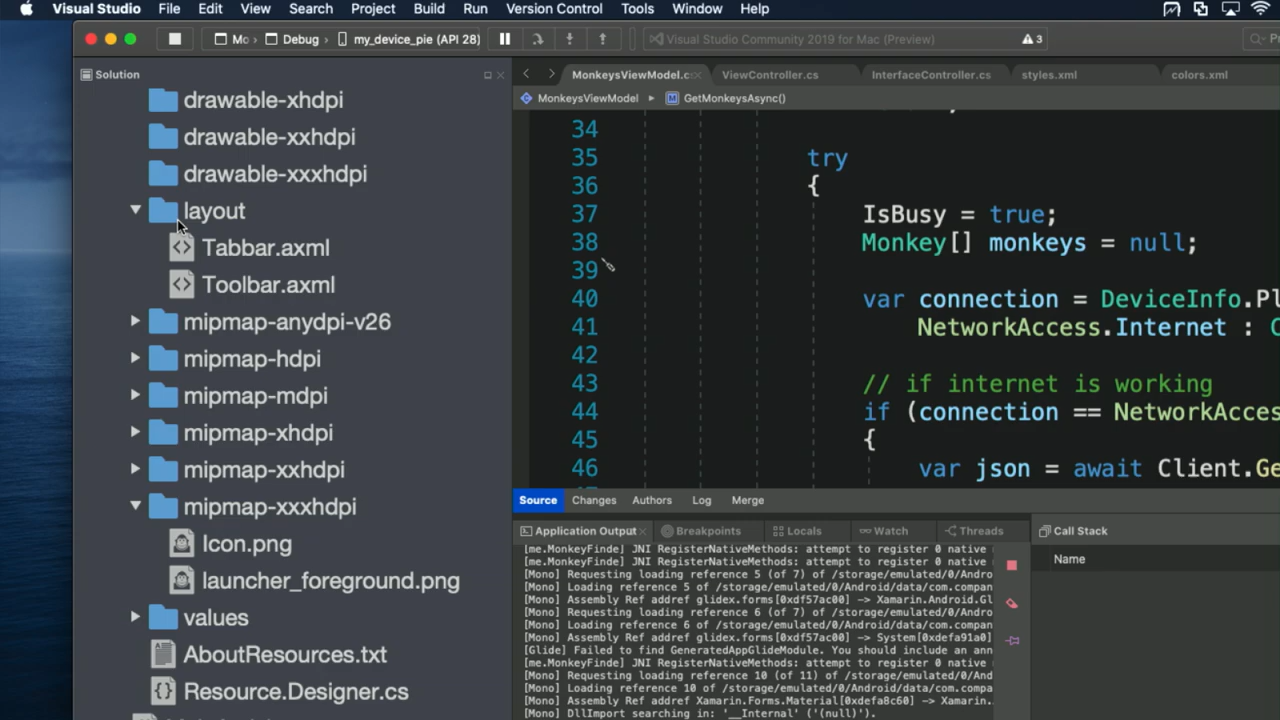 Visual Studio File Edit View Search Project Build Run Version Control Tools Window Help
Mo › Debug › my_device_pie (API 28) Visual Studio Community 2019 for Mac (Preview) 3
Solution
MonkeysViewModel.c ViewController.cs InterfaceController.cs styles.xml colors.xml
MonkeysViewModel GetMonkeysAsync()
drawable-xhdpi
drawable-xxhdpi
drawable-xxxhdpi
layout
Tabbar.axml
Toolbar.axml
mipmap-anydpi-v26
mipmap-hdpi
mipmap-mdpi
mipmap-xhdpi
mipmap-xxhdpi
mipmap-xxxhdpi
Icon.png
launcher_foreground.png
values
AboutResources.txt
Resource.Designer.cs
34
35 try
36 {
37 IsBusy = true;
38 Monkey[] monkeys = null;
39
40 var connection = DeviceInfo.Pl
41 NetworkAccess.Internet : C
42
43 // if internet is working
44 if (connection == NetworkAcces
45 {
46 var json = await Client.Ge
Source Changes Authors Log Merge
Application Output Breakpoints Locals Watch Threads
Call Stack
Name
[me.MonkeyFinde] JNI RegisterNativeMethods: attempt to register 0 native
[me.MonkeyFinde] JNI RegisterNativeMethods: attempt to register 0 native
[Mono] Requesting loading reference 5 (of 7) of /storage/emulated/0/Andro
[Mono] Loading reference 5 of /storage/emulated/0/Android/data/com.compan
[Mono] Assembly Ref addref glidex.forms[0xdf57ac00] -> Xamarin.Android.Gl
[Mono] Requesting loading reference 6 (of 7) of /storage/emulated/0/Andro
[Mono] Loading reference 6 of /storage/emulated/0/Android/data/com.compan
[Mono] Assembly Ref addref glidex.forms[0xdf57ac00] -> System[0xdefa91a0]
[Glide] Failed to find GeneratedAppGlideModule. You should include an ann
[me.MonkeyFinde] JNI RegisterNativeMethods: attempt to register 0 native
[Mono] Requesting loading reference 10 (of 11) of /storage/emulated/0/And
[Mono] Loading reference 10 of /storage/emulated/0/Android/data/com.compa
[Mono] Assembly Ref addref Xamarin.Forms.Material[0xdefa8c60] -> Xamarin.
[Mono] DllImport searching in: '__Internal' ('(null)').